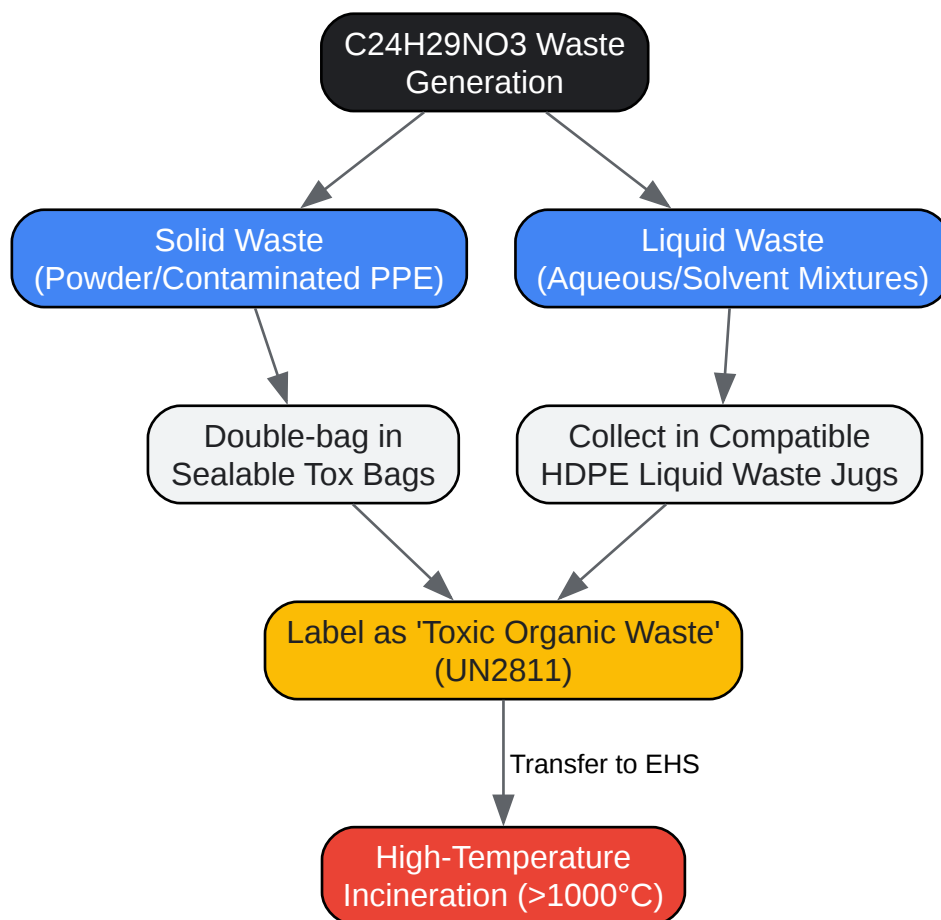 C24H29NO3 Waste
Generation
Solid Waste
(Powder/Contaminated PPE)
Liquid Waste
(Aqueous/Solvent Mixtures)
Double-bag in
Sealable Tox Bags
Collect in Compatible
HDPE Liquid Waste Jugs
Label as 'Toxic Organic Waste'
(UN2811)
Transfer to EHS
High-Temperature
Incineration (>1000°C)